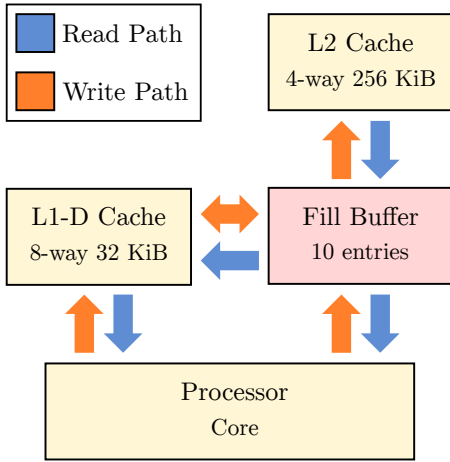 Read Path
Write Path
L2 Cache
4-way 256 KiB
L1-D Cache
8-way 32 KiB
Fill Buffer
10 entries
Processor
Core